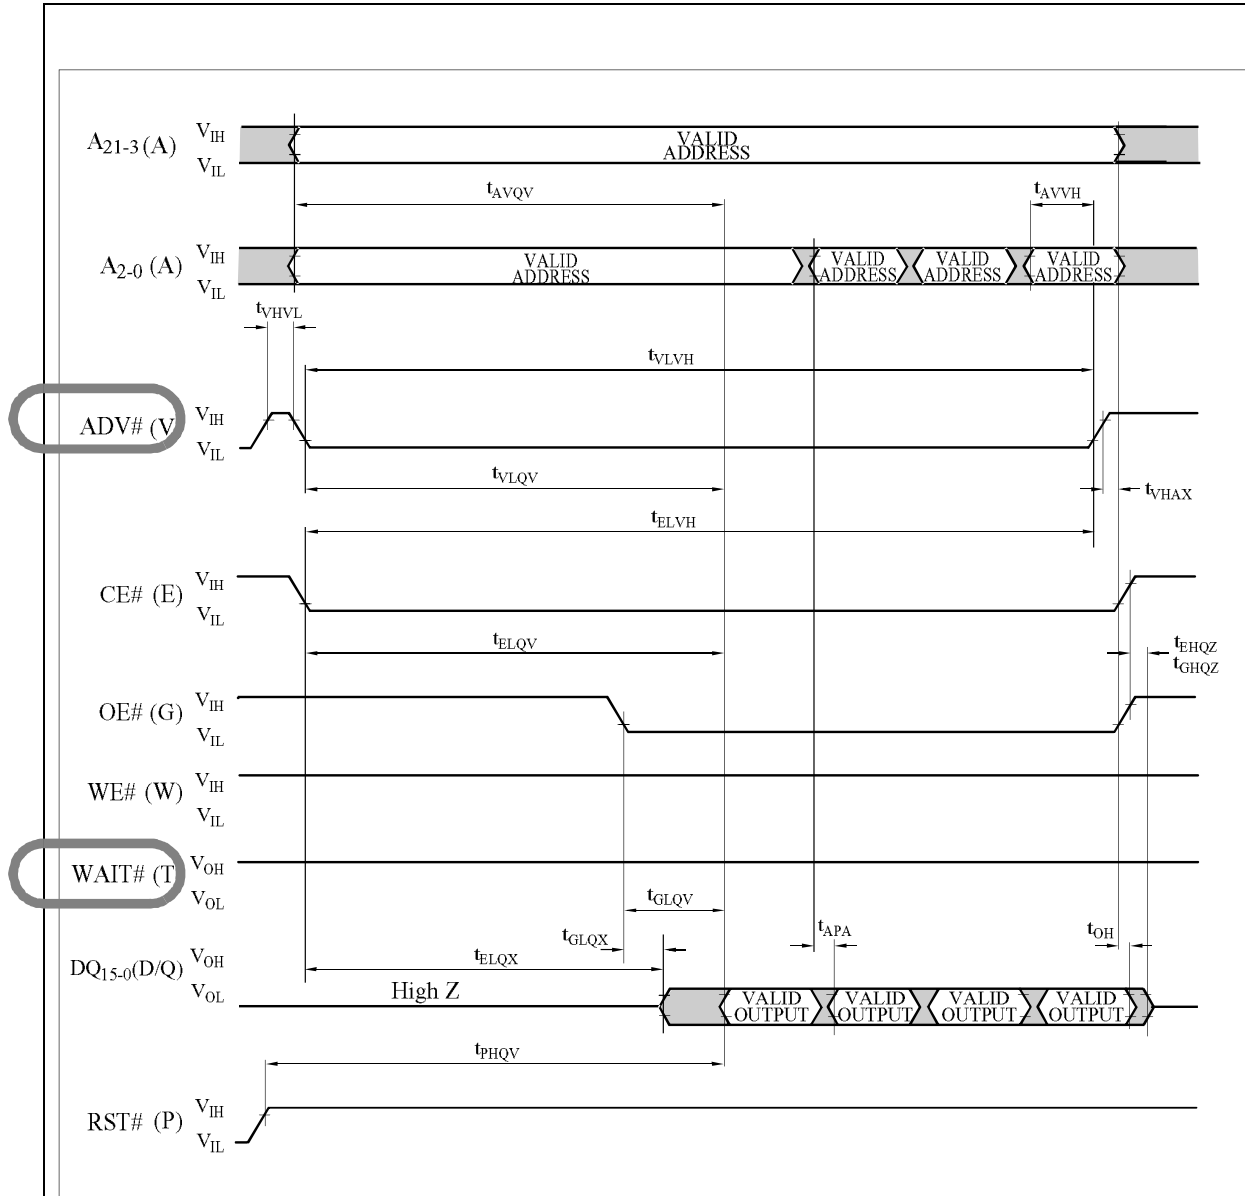 A21-3 (A) VIH VALID
VIL ADDRESS
tAVQV tAVVH
A2-0 (A) VIH VALID VALID VALID VALID
VIL ADDRESS ADDRESS ADDRESS ADDRESS
tVHVL
tVLVH
ADV# (V VIH
VIL
tVLQV
tVHAX
tELVH
CE# (E) VIH
VIL
tELQV
tEHQZ
tGHQZ
OE# (G) VIH
VIL
WE# (W) VIH
VIL
WAIT# (T VOH
VOL
tGLQV
tGLQX tAPA tOH
tELQX
DQ15-0(D/Q) VOH
VOL High Z VALID VALID VALID VALID
OUTPUT OUTPUT OUTPUT OUTPUT
tPHQV
RST# (P) VIH
VIL